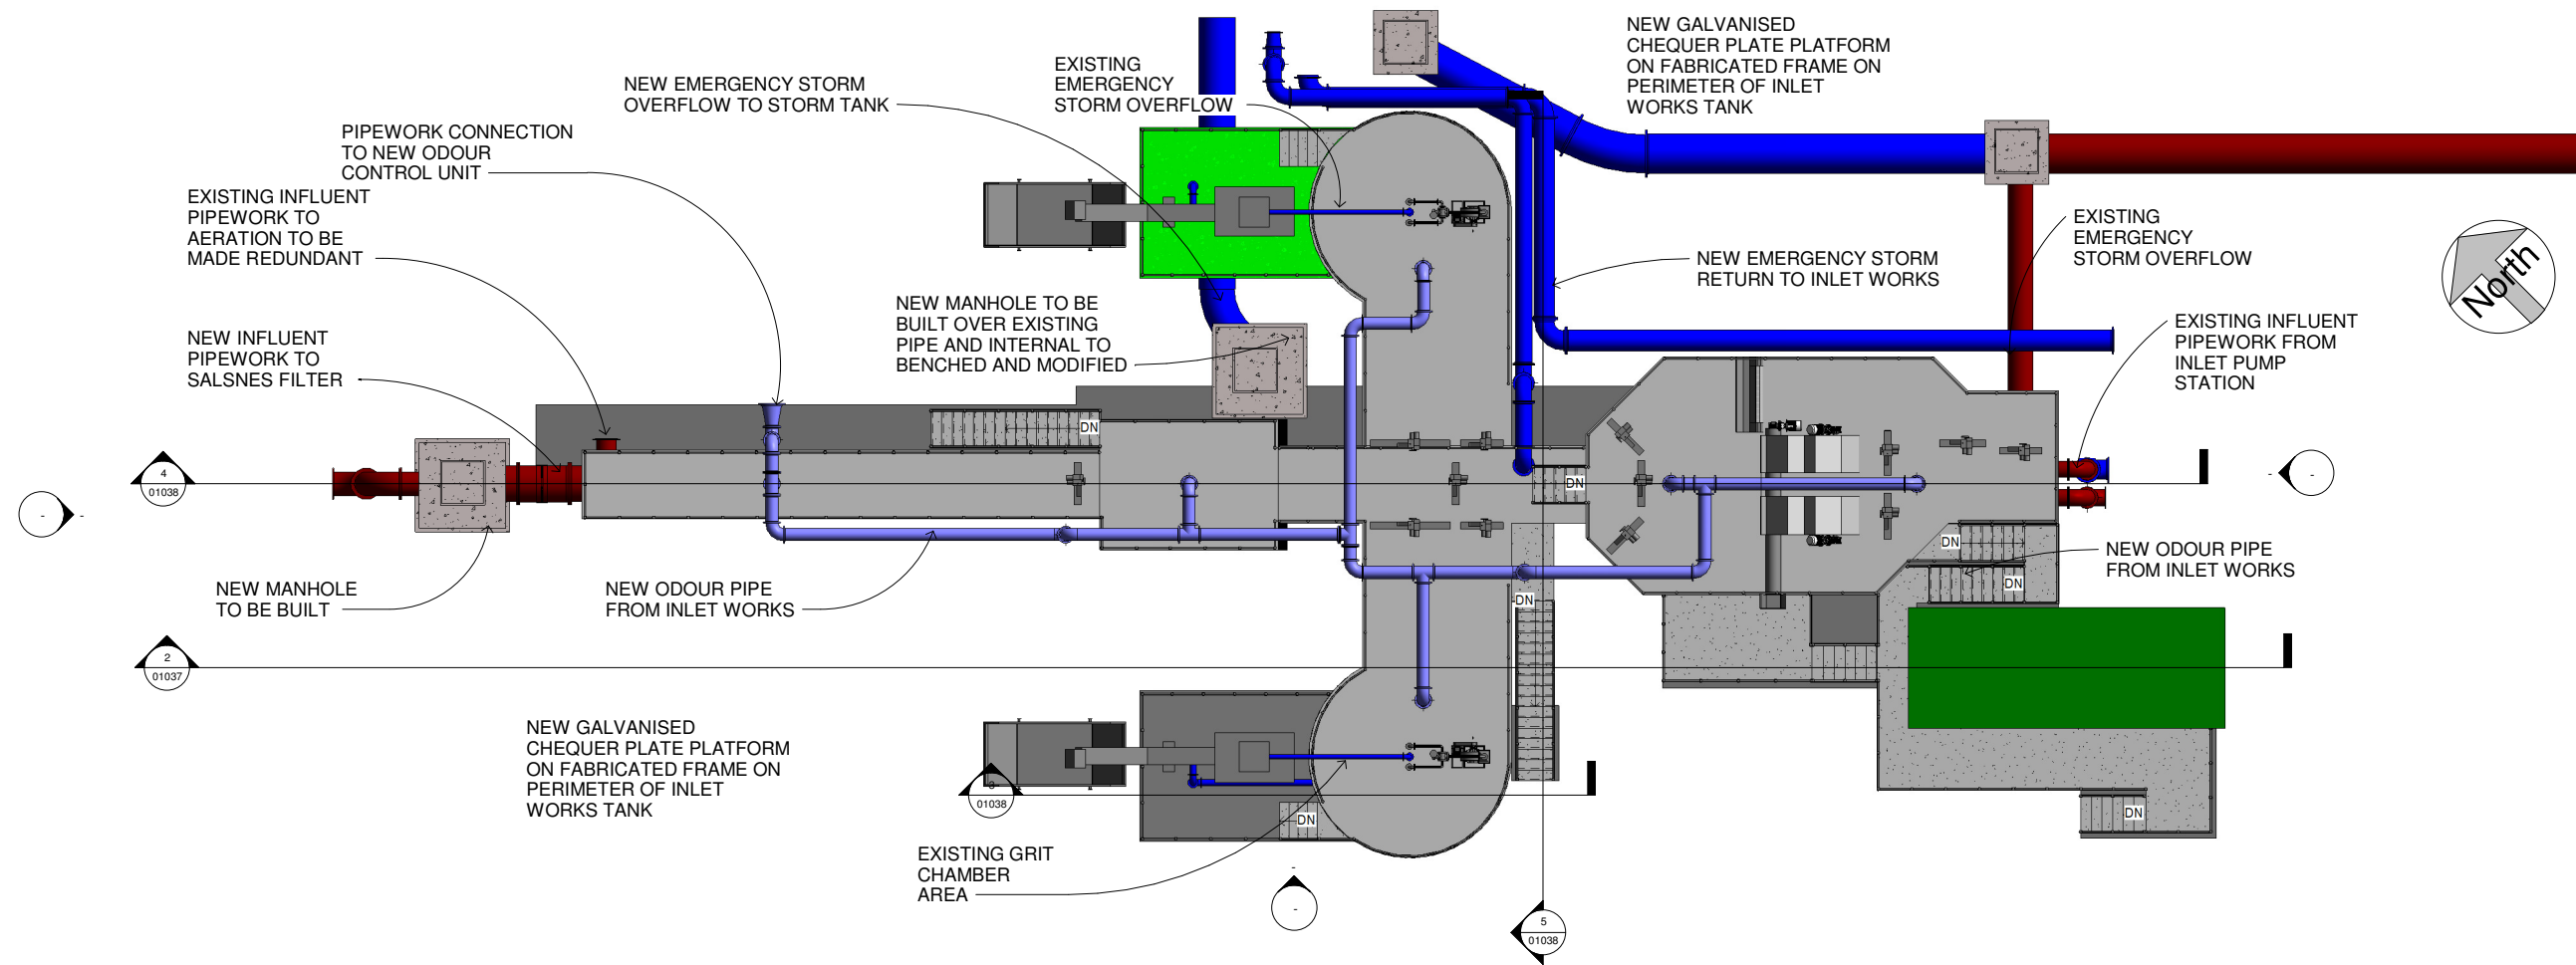 NEW GALVANISED
CHEQUER PLATE PLATFORM
ON FABRICATED FRAME ON
PERIMETER OF INLET
WORKS TANK
EXISTING
EMERGENCY
STORM OVERFLOW
NEW EMERGENCY STORM
OVERFLOW TO STORM TANK
PIPEWORK CONNECTION
TO NEW ODOUR
CONTROL UNIT
EXISTING INFLUENT
PIPEWORK TO
AERATION TO BE
MADE REDUNDANT
EXISTING
EMERGENCY
STORM OVERFLOW
North
NEW EMERGENCY STORM
RETURN TO INLET WORKS
NEW MANHOLE TO BE
BUILT OVER EXISTING
PIPE AND INTERNAL TO
BENCHED AND MODIFIED
EXISTING INFLUENT
PIPEWORK FROM
INLET PUMP
STATION
NEW INFLUENT
PIPEWORK TO
SALSNES FILTER
DN
4
01038
-
-
DN
-
-
DN
NEW ODOUR PIPE
FROM INLET WORKS
DN
NEW MANHOLE
TO BE BUILT
NEW ODOUR PIPE
FROM INLET WORKS
DN
2
01037
NEW GALVANISED
CHEQUER PLATE PLATFORM
ON FABRICATED FRAME ON
PERIMETER OF INLET
WORKS TANK
3
01038
DN
DN
EXISTING GRIT
CHAMBER
AREA
-
-
5
01038